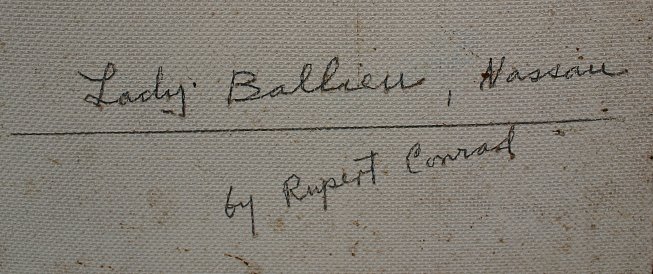 Lady Ballieu, Nassau
by Rupert Conrad